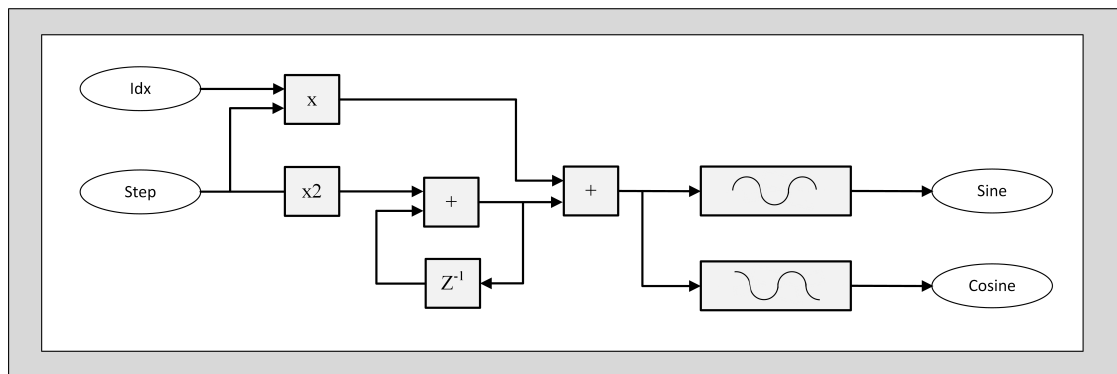 Idx
x
Step
x2
+
+
Z⁻¹
Sine
Cosine